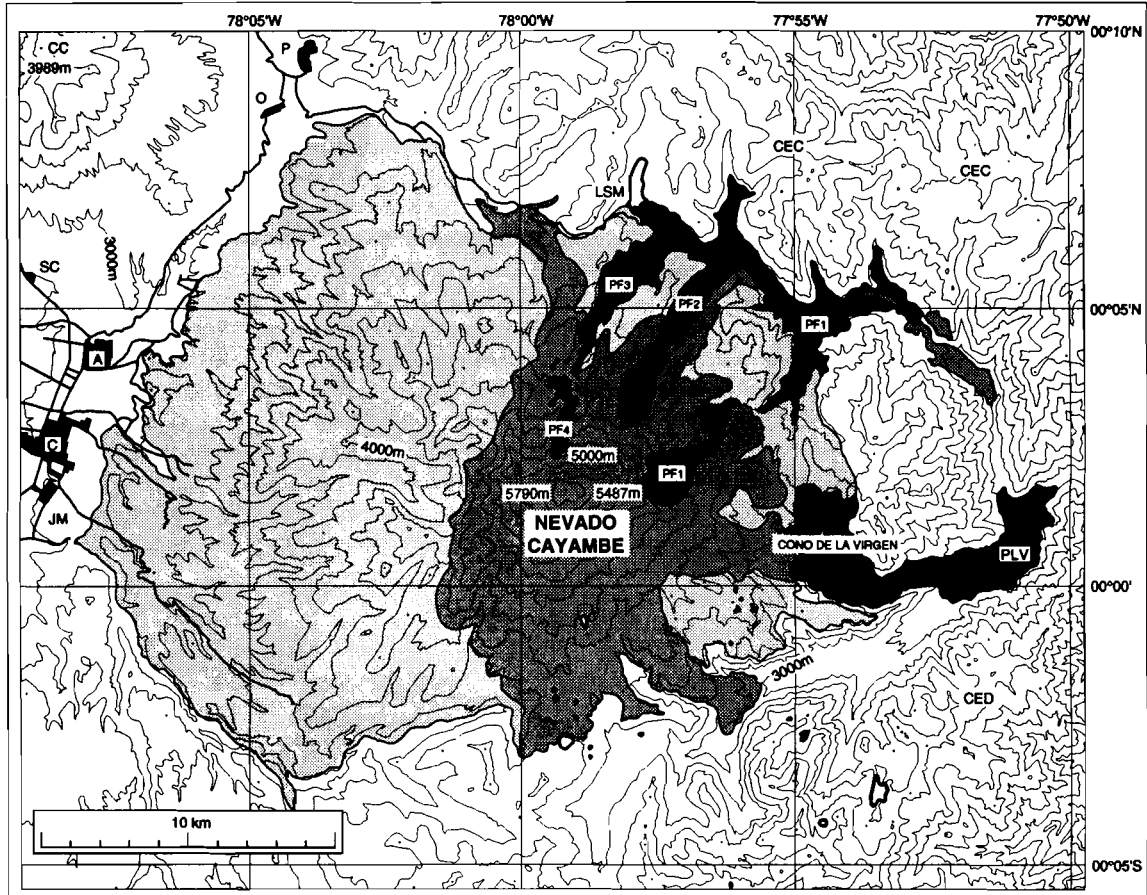 78°05'W
78°00'W
77°55'W
77°50'W
00°10'N
CC
3989m
P
O
CEC
CEC
LSM
3000m
SC
PF3
PF2
00°05'N
PF1
A
C
PF4
4000m
5000m
PF1
5790m
5487m
JM
NEVADO
CAYAMBE
CONO DE LA VIRGEN
PLV
00°00'
3000m
CED
10 km
00°05'S